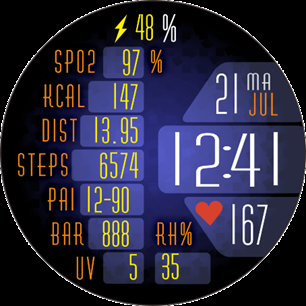 48 %
SPO2 97 %
KCAL 147
DIST 13.95
STEPS 6574
PAI 12-90
BAR 888
UV 5
RH%
35
21 MA
JUL
12:41
167